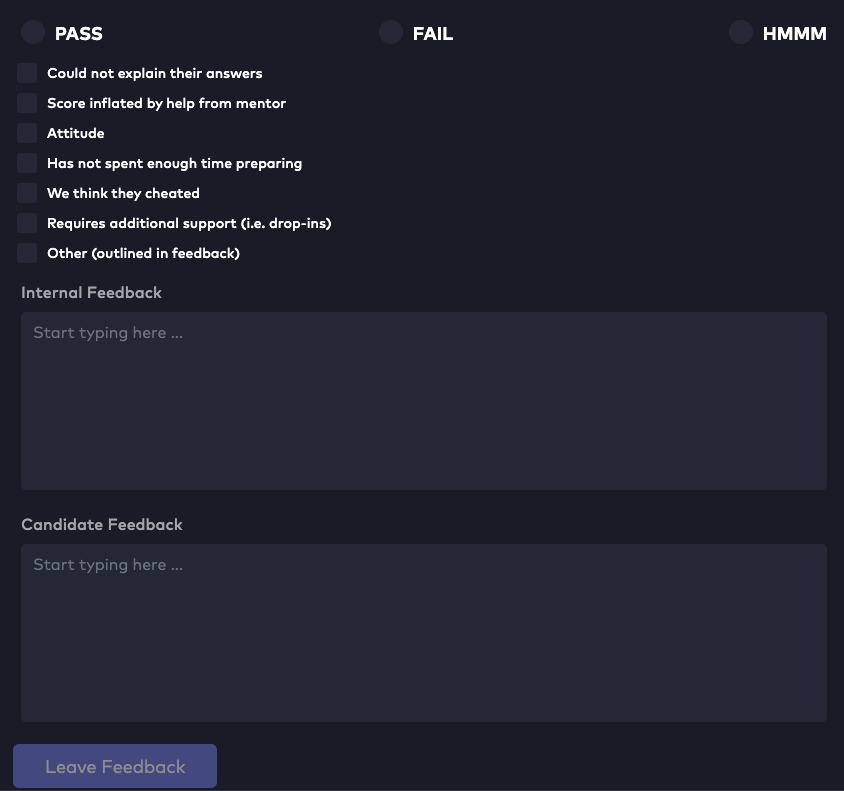 PASS FAIL HMMM
Could not explain their answers
Score inflated by help from mentor
Attitude
Has not spent enough time preparing
We think they cheated
Requires additional support (i.e. drop-ins)
Other (outlined in feedback)
Internal Feedback
Start typing here ...
Candidate Feedback
Start typing here ...
Leave Feedback